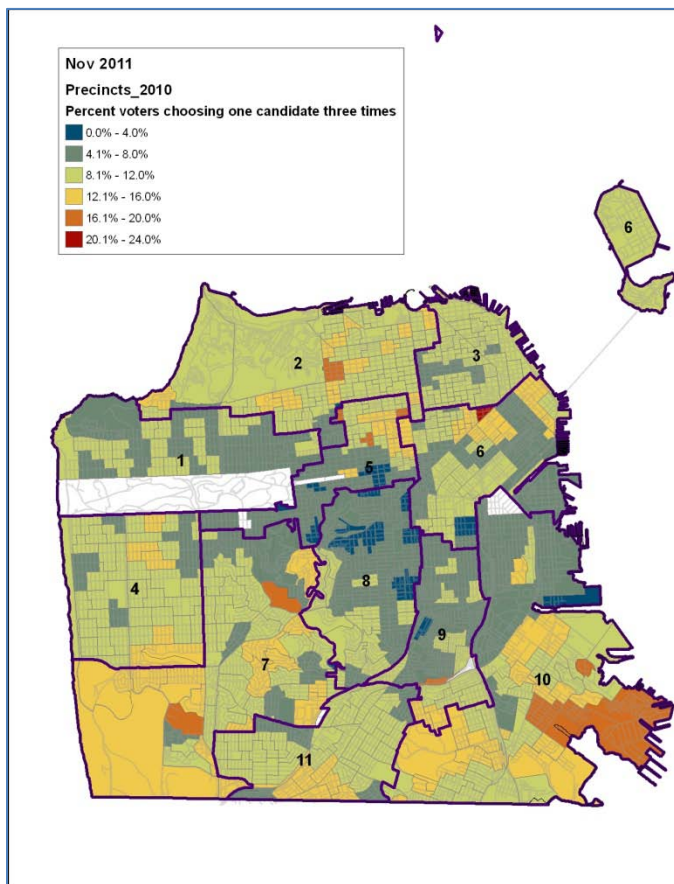 Nov 2011
Precincts_2010
Percent voters choosing one candidate three times
0.0% - 4.0%
4.1% - 8.0%
8.1% - 12.0%
12.1% - 16.0%
16.1% - 20.0%
20.1% - 24.0%
6
2
3
1
5
6
4
8
9
7
10
11